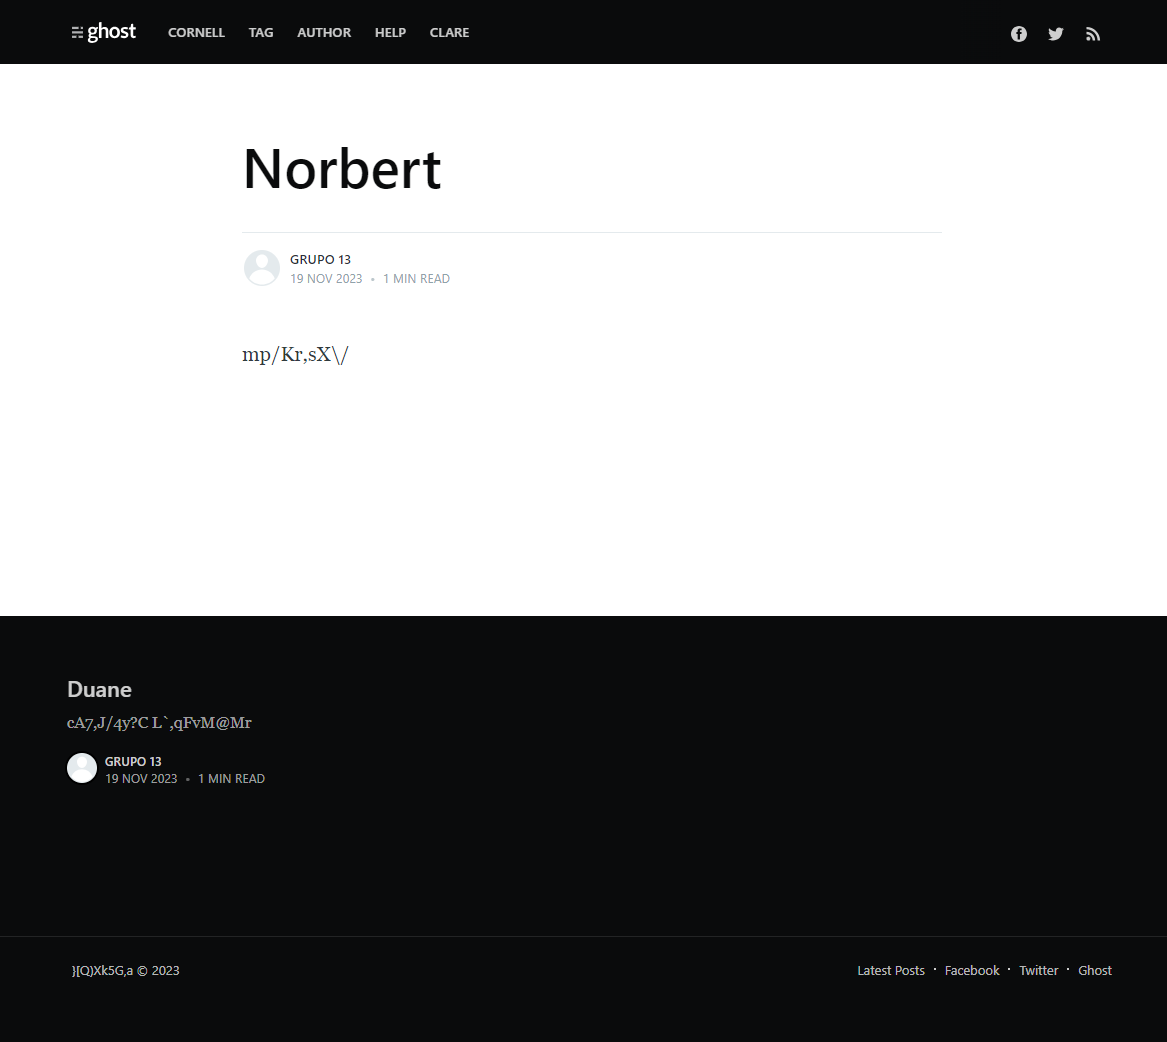 ghost CORNELL TAG AUTHOR HELP CLARE
Norbert
GRUPO 13
19 NOV 2023 • 1 MIN READ
mp/Kr,sX\/
Duane
cA7,J/4y?C L`,qFvM@Mr
GRUPO 13
19 NOV 2023 • 1 MIN READ
}[Q)Xk5G,a © 2023
Latest Posts · Facebook · Twitter · Ghost